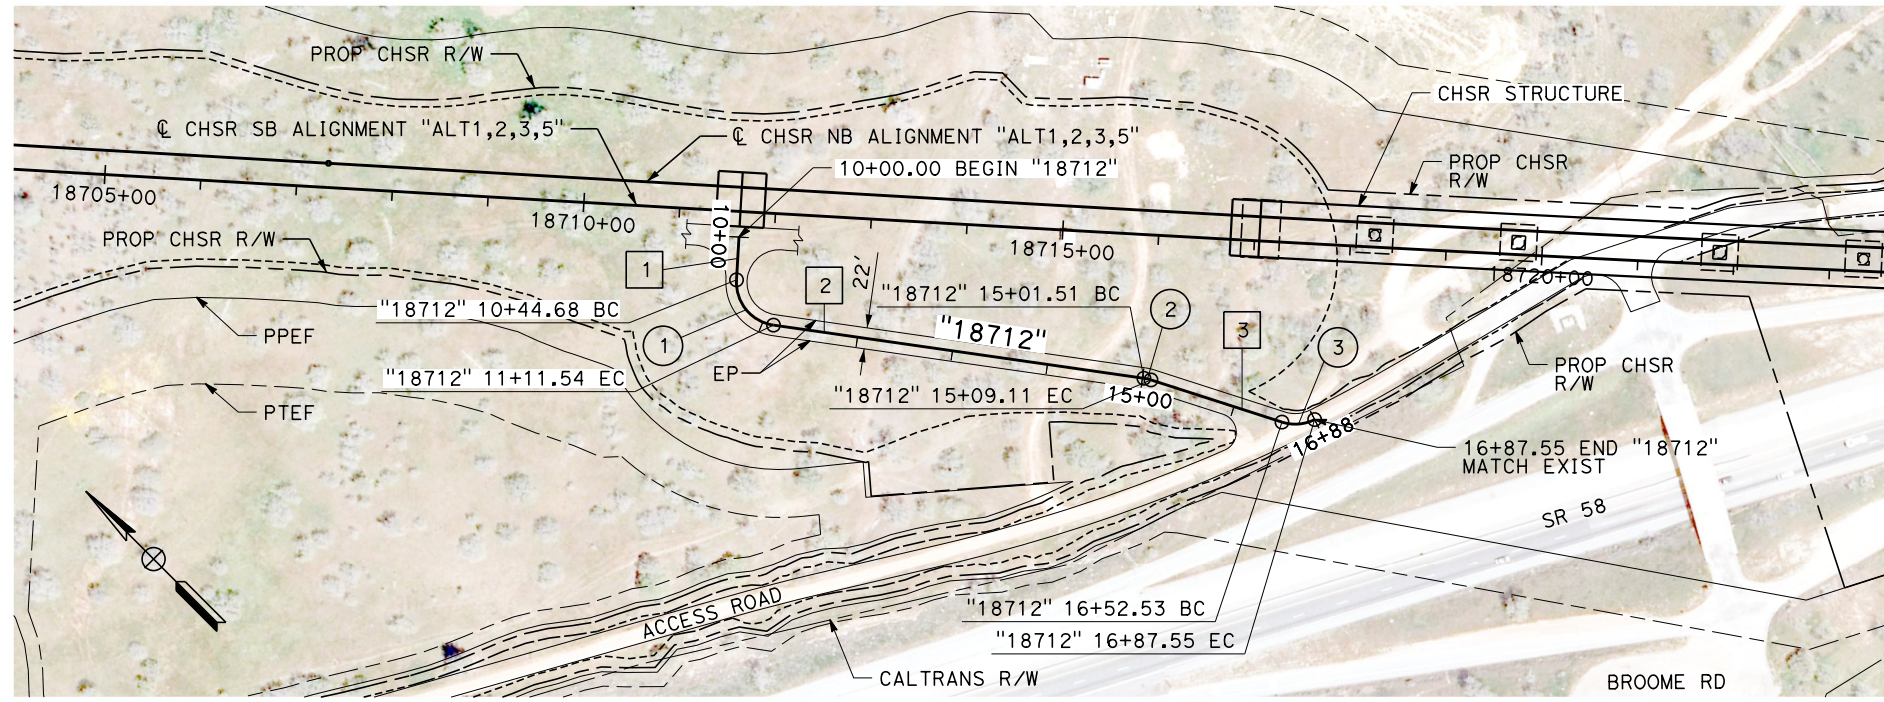 PROP CHSR R/W
CHSR STRUCTURE
℄ CHSR SB ALIGNMENT "ALT1,2,3,5"
℄ CHSR NB ALIGNMENT "ALT1,2,3,5"
10+00.00 BEGIN "18712"
PROP CHSR
R/W
18705+00
18710+00
10+00
18715+00
PROP CHSR R/W
1
2
22'
"18712" 15+01.51 BC
18720+00
"18712" 10+44.68 BC
2
PPEF
1
"18712"
3
3
EP
"18712" 11+11.54 EC
"18712" 15+09.11 EC
15+00
PROP CHSR
R/W
PTEF
16+88
16+87.55 END "18712"
MATCH EXIST
SR 58
ACCESS ROAD
"18712" 16+52.53 BC
"18712" 16+87.55 EC
CALTRANS R/W
BROOME RD